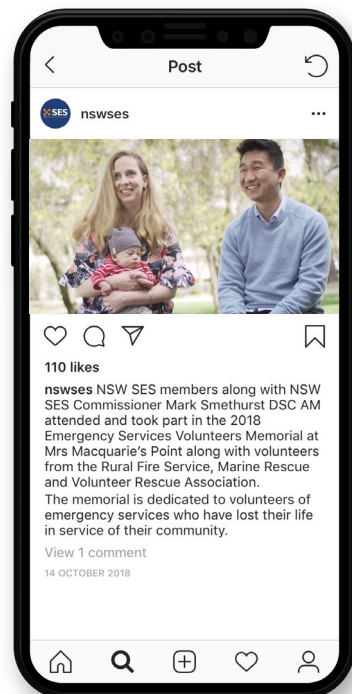 Post
SES
nswses
110 likes
nswses NSW SES members along with NSW
SES Commissioner Mark Smethurst DSC AM
attended and took part in the 2018
Emergency Services Volunteers Memorial at
Mrs Macquarie's Point along with volunteers
from the Rural Fire Service, Marine Rescue
and Volunteer Rescue Association.
The memorial is dedicated to volunteers of
emergency services who have lost their life
in service of their community.
View 1 comment
14 OCTOBER 2018